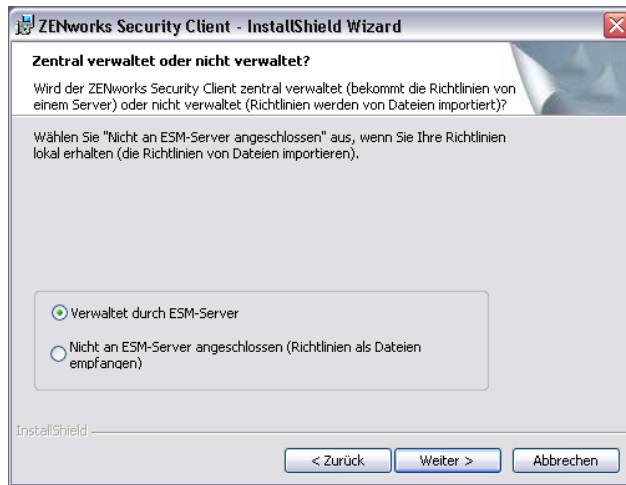 ZENworks Security Client - InstallShield Wizard
Zentral verwaltet oder nicht verwaltet?
Wird der ZENworks Security Client zentral verwaltet (bekommt die Richtlinien von
einem Server) oder nicht verwaltet (Richtlinien werden von Dateien importiert)?
Wählen Sie "Nicht an ESM-Server angeschlossen" aus, wenn Sie Ihre Richtlinien
lokal erhalten (die Richtlinien von Dateien importieren).
Verwaltet durch ESM-Server
Nicht an ESM-Server angeschlossen (Richtlinien als Dateien
empfangen)
InstallShield
< Zurück Weiter > Abbrechen